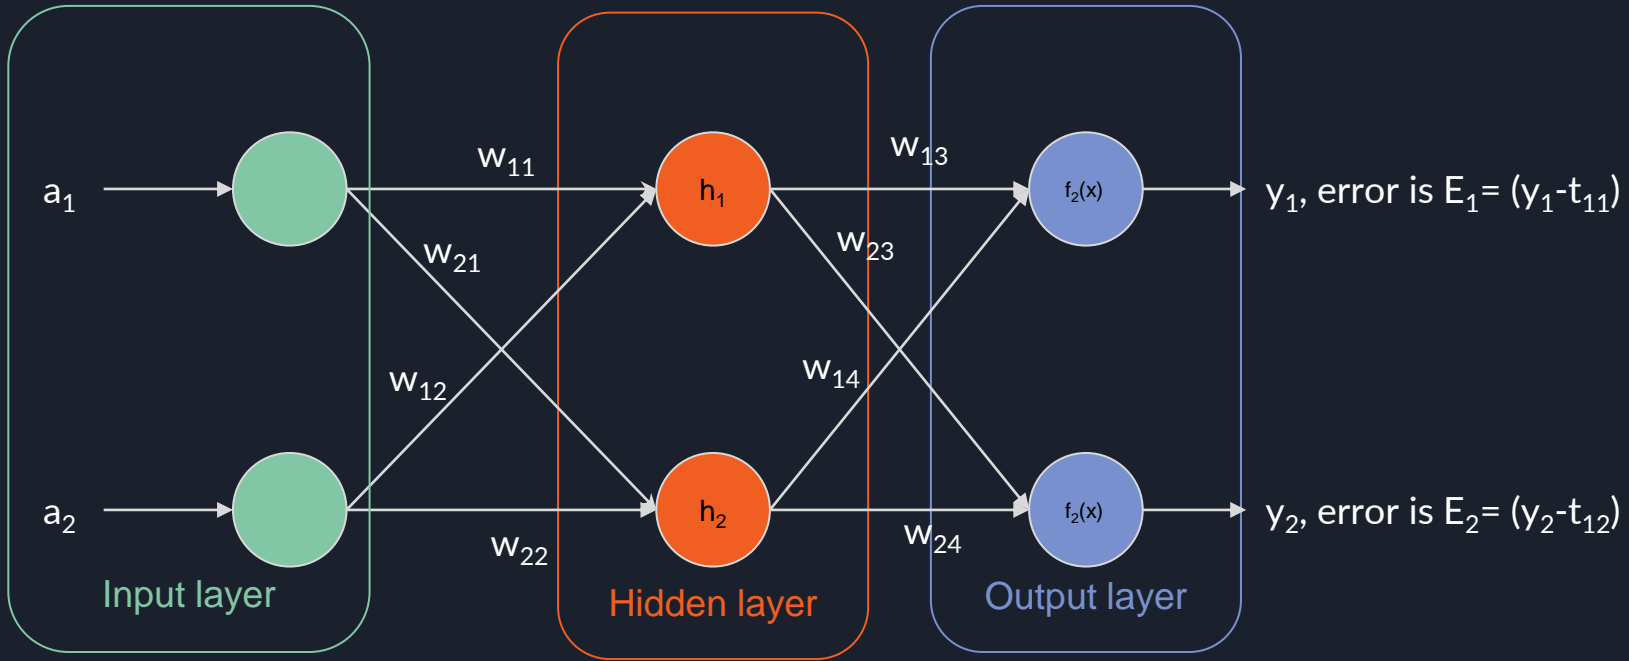 w₁₁
w₁₃
a₁
h₁
f₂(x)
y₁, error is E₁= (y₁-t₁₁)
w₂₁
w₂₃
w₁₂
w₁₄
a₂
h₂
f₂(x)
y₂, error is E₂= (y₂-t₁₂)
w₂₂
w₂₄
Input layer
Hidden layer
Output layer